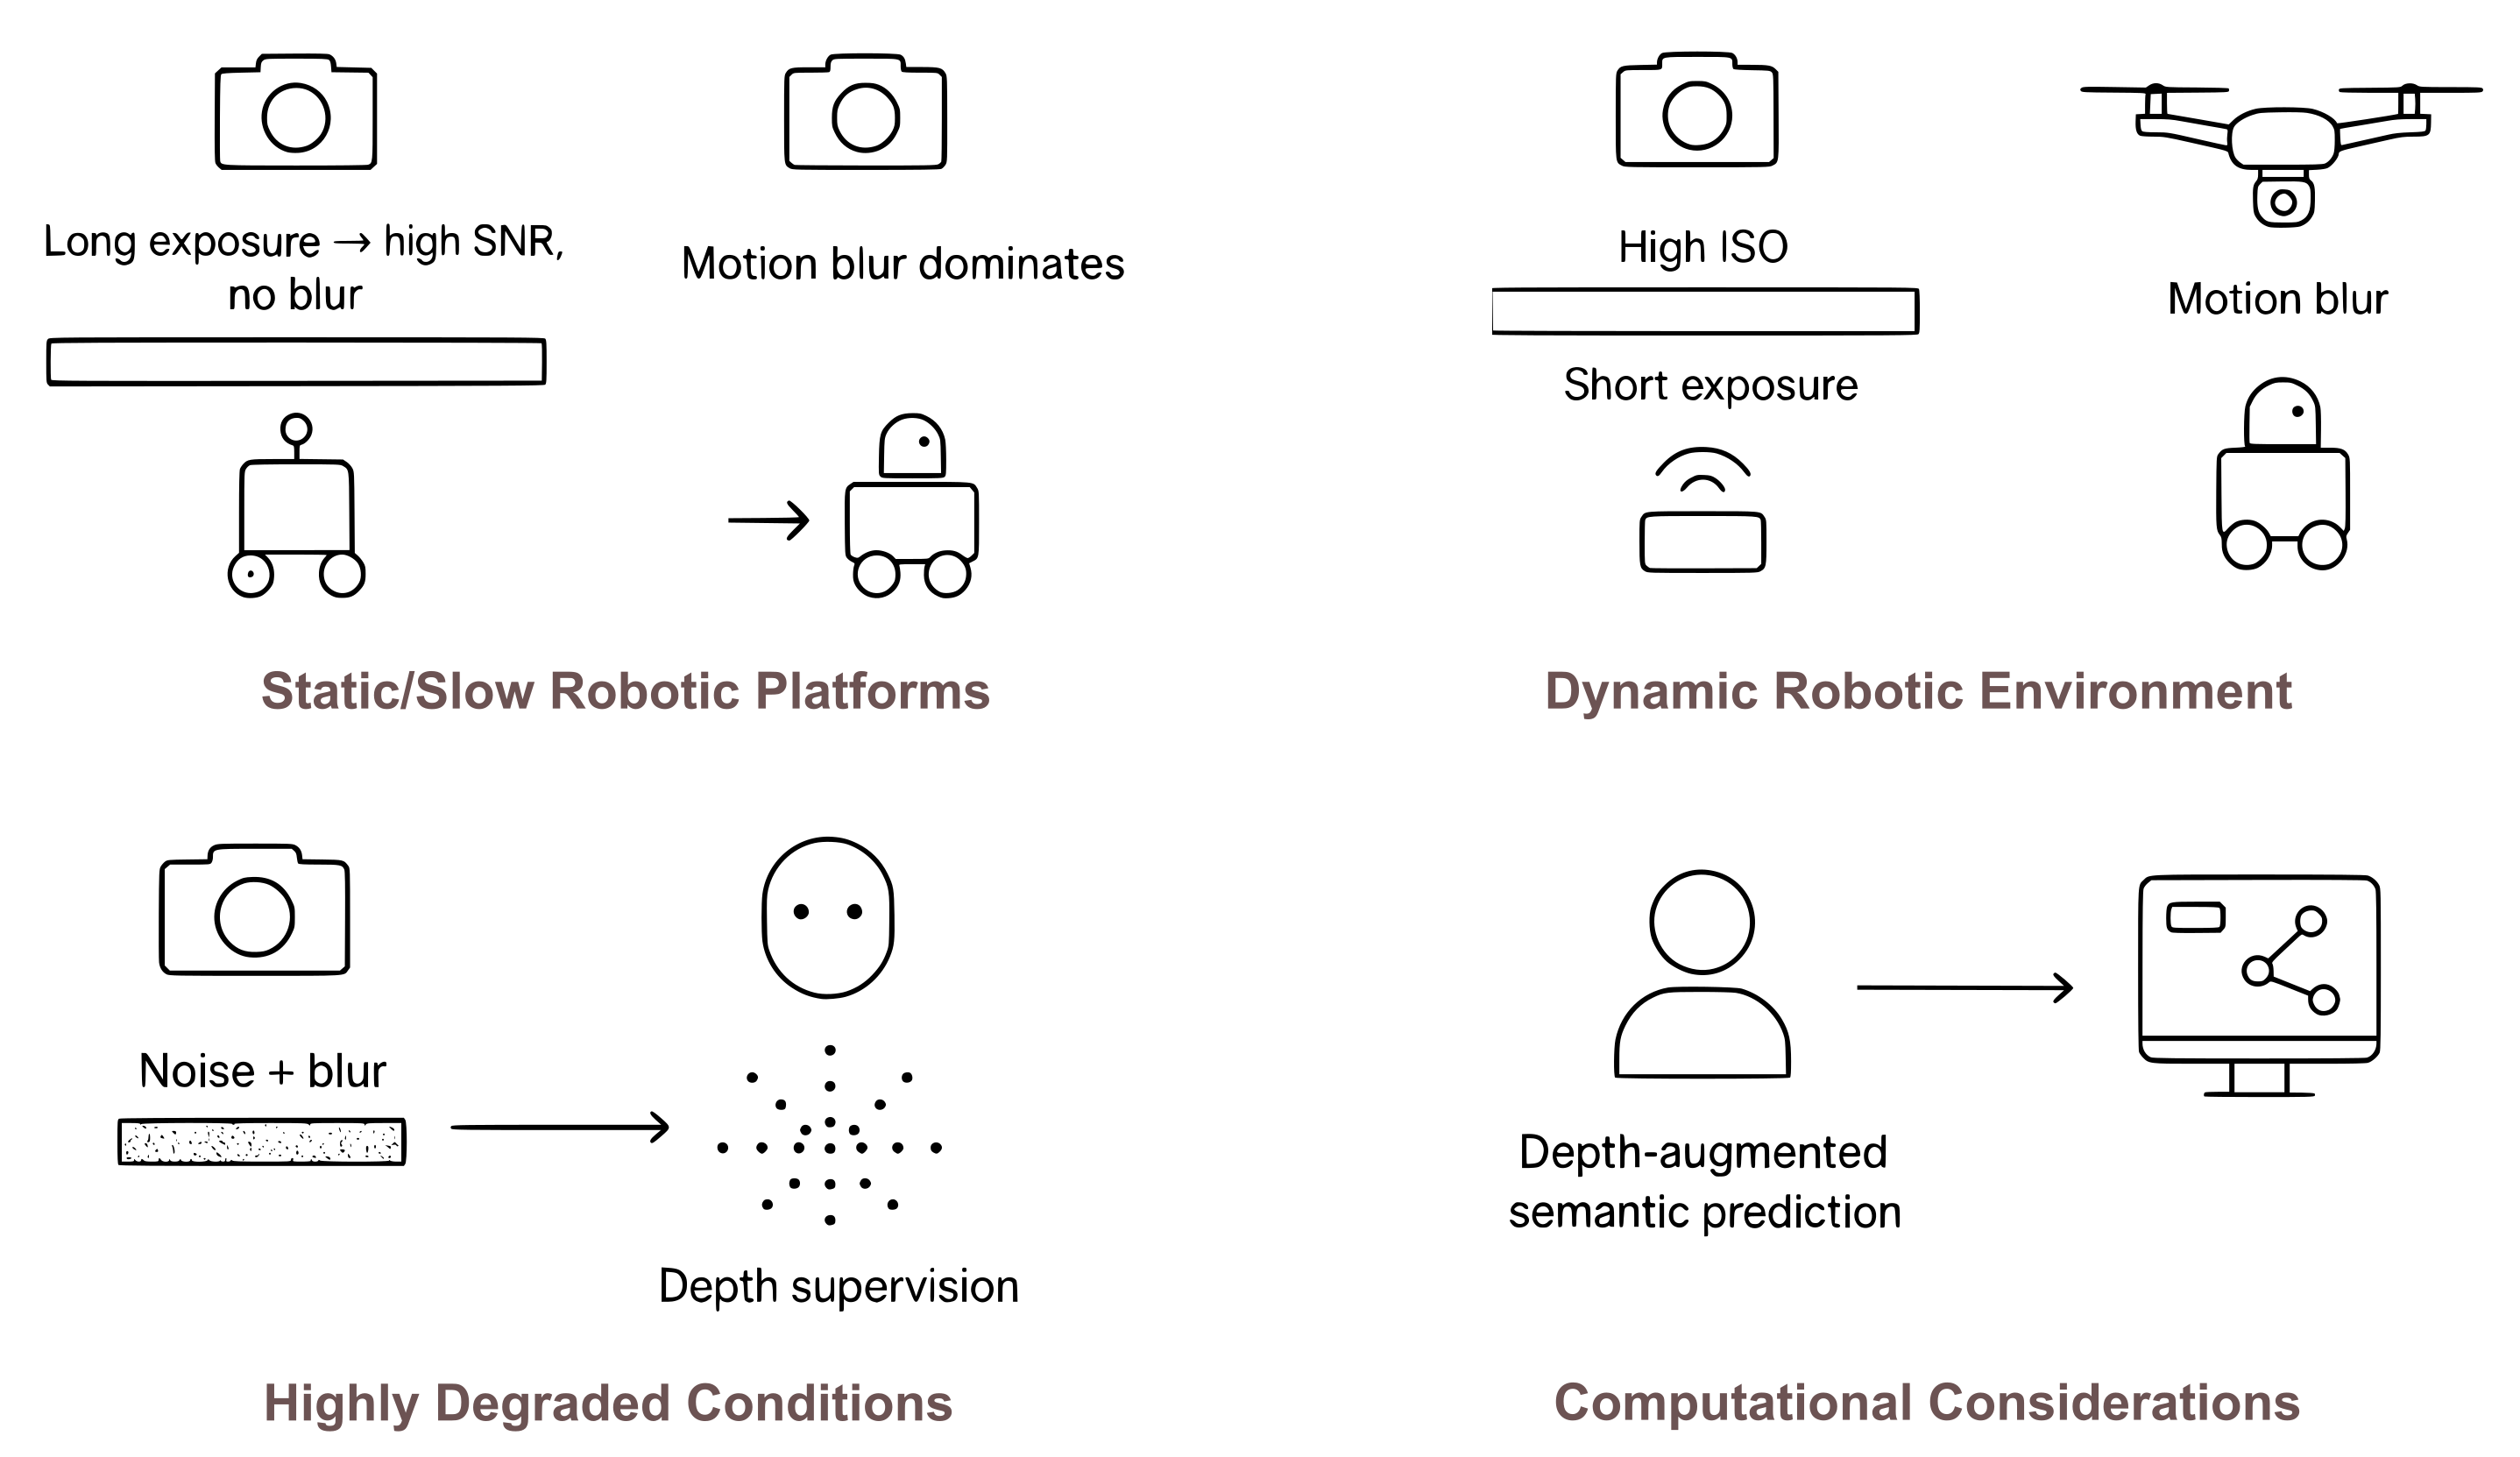 Long exposure → high SNR,
no blur
Motion blur dominates
High ISO
Short exposure
Motion blur
Static/Slow Robotic Platforms
Dynamic Robotic Environment
Noise + blur
Depth supervision
Depth-augmented
semantic prediction
Highly Degraded Conditions
Computational Considerations